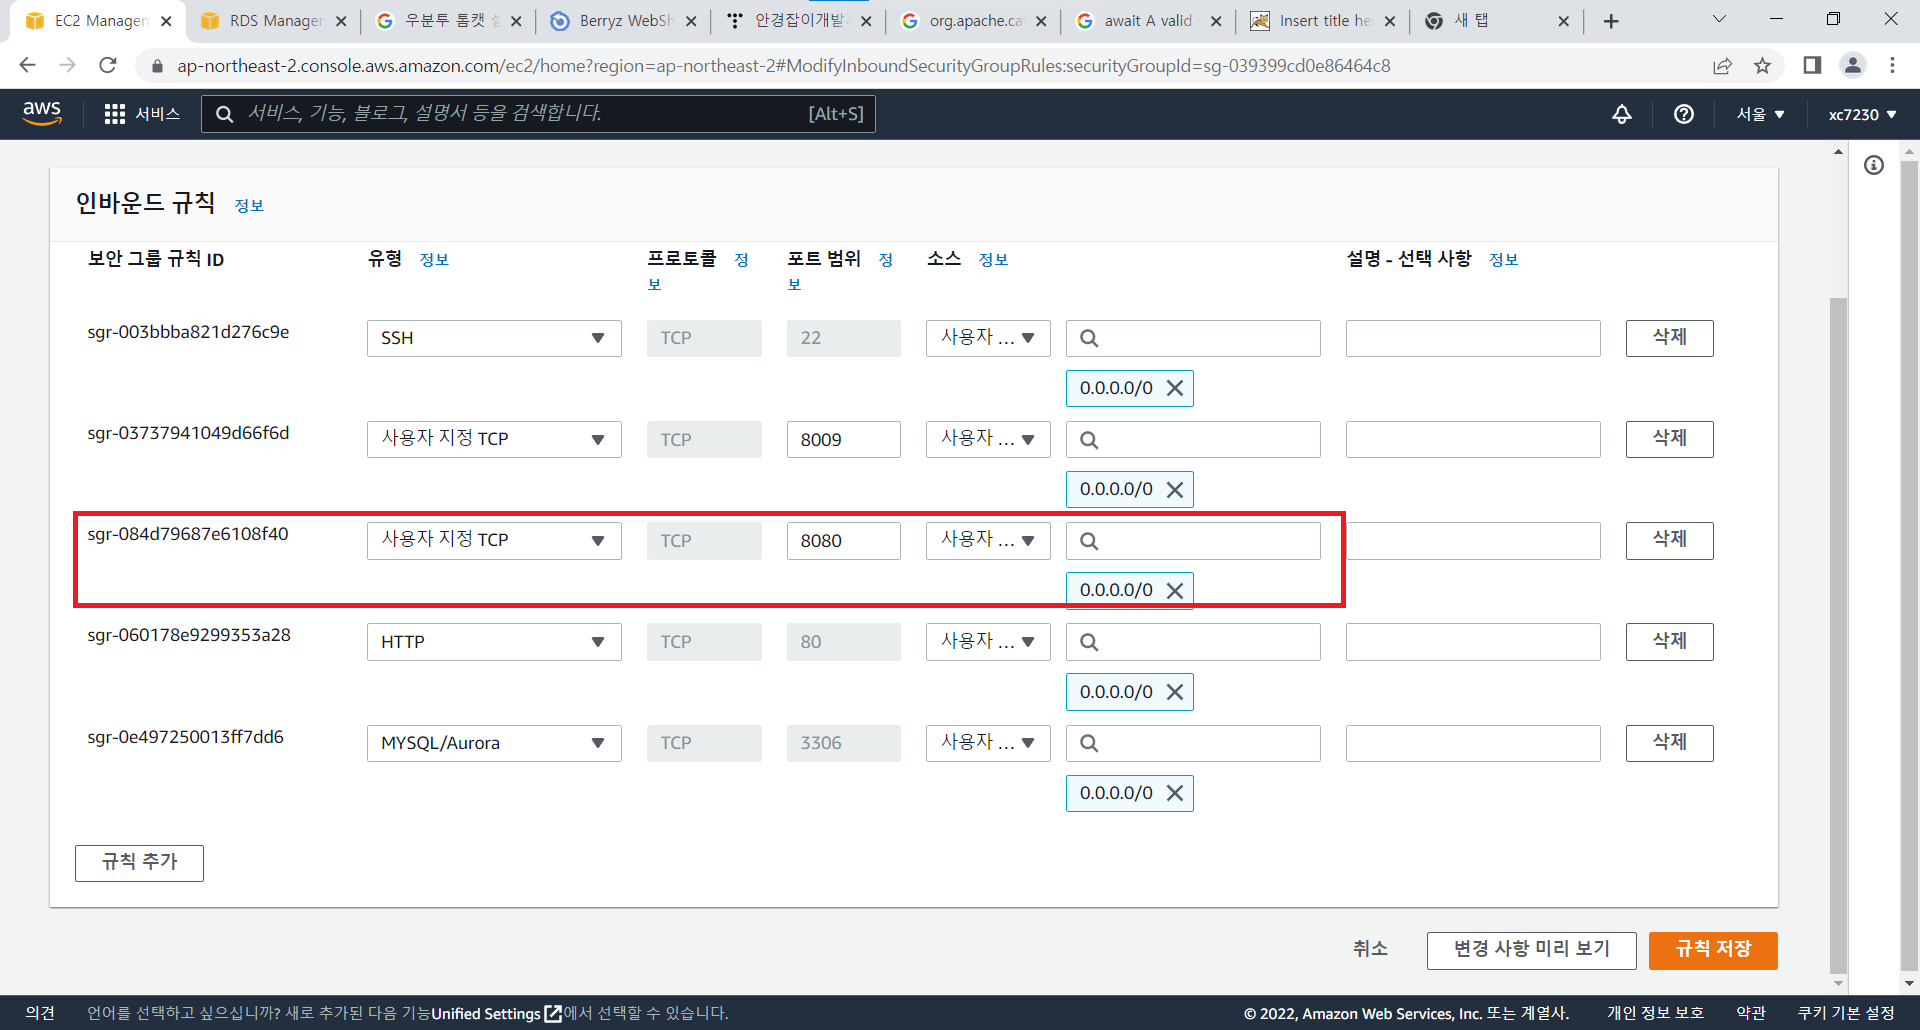 EC2 Managem
RDS Manager
우분투 톰캣 설
Berryz WebSh
안경잡이개발
org.apache.ca
await A valid
Insert title he
새 탭
ap-northeast-2.console.aws.amazon.com/ec2/home?region=ap-northeast-2#ModifyInboundSecurityGroupRules:securityGroupId=sg-039399cd0e86464c8
aws 서비스 서비스, 기능, 블로그, 설명서 등을 검색합니다. [Alt+S] 서울 xc7230
인바운드 규칙 정보
보안 그룹 규칙 ID 유형 정보 프로토콜 정보 포트 범위 정보 소스 정보 설명 - 선택 사항 정보
sgr-003bbba821d276c9e SSH TCP 22 사용자 ... 삭제
0.0.0.0/0
sgr-03737941049d66f6d 사용자 지정 TCP TCP 8009 사용자 ... 삭제
0.0.0.0/0
sgr-084d79687e6108f40 사용자 지정 TCP TCP 8080 사용자 ... 삭제
0.0.0.0/0
sgr-060178e9299353a28 HTTP TCP 80 사용자 ... 삭제
0.0.0.0/0
sgr-0e497250013ff7dd6 MYSQL/Aurora TCP 3306 사용자 ... 삭제
0.0.0.0/0
규칙 추가
취소 변경 사항 미리 보기 규칙 저장
의견 언어를 선택하고 싶으십니까? 새로 추가된 다음 기능Unified Settings에서 선택할 수 있습니다. © 2022, Amazon Web Services, Inc. 또는 계열사. 개인 정보 보호 약관 쿠키 기본 설정